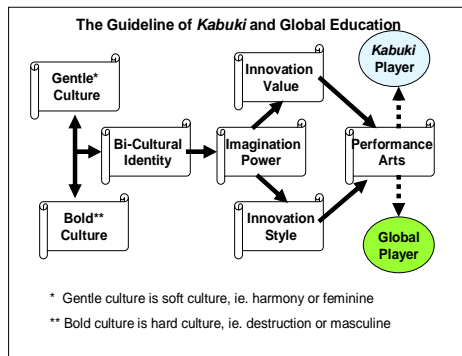 The Guideline of Kabuki and Global Education
Gentle*
Culture
Bi-Cultural
Identity
Bold**
Culture
Imagination
Power
Innovation
Value
Innovation
Style
Performance
Arts
Kabuki
Player
Global
Player
* Gentle culture is soft culture, ie. harmony or feminine
** Bold culture is hard culture, ie. destruction or masculine